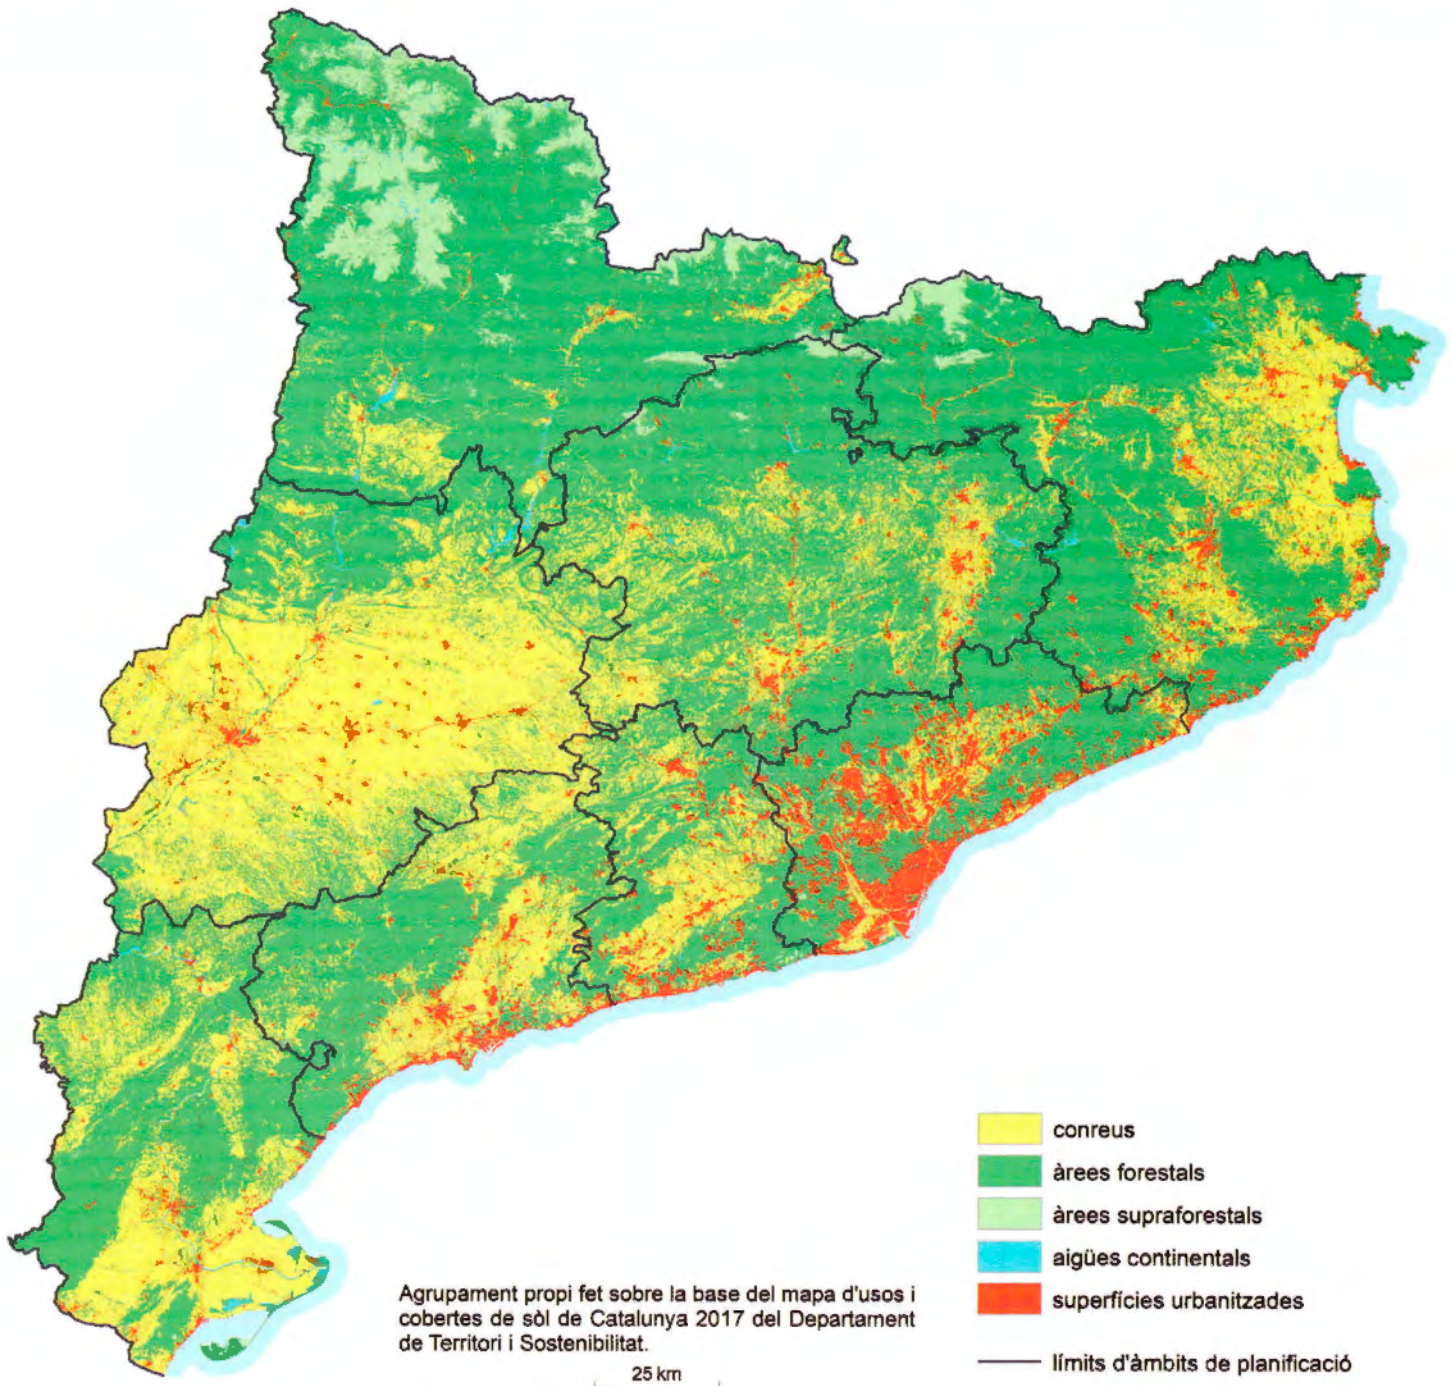 conreus
àrees forestals
àrees supraforestals
aigües continentals
superfícies urbanitzades
límits d'àmbits de planificació
Agrupament propi fet sobre la base del mapa d'usos i
cobertes de sòl de Catalunya 2017 del Departament
de Territori i Sostenibilitat.
25 km